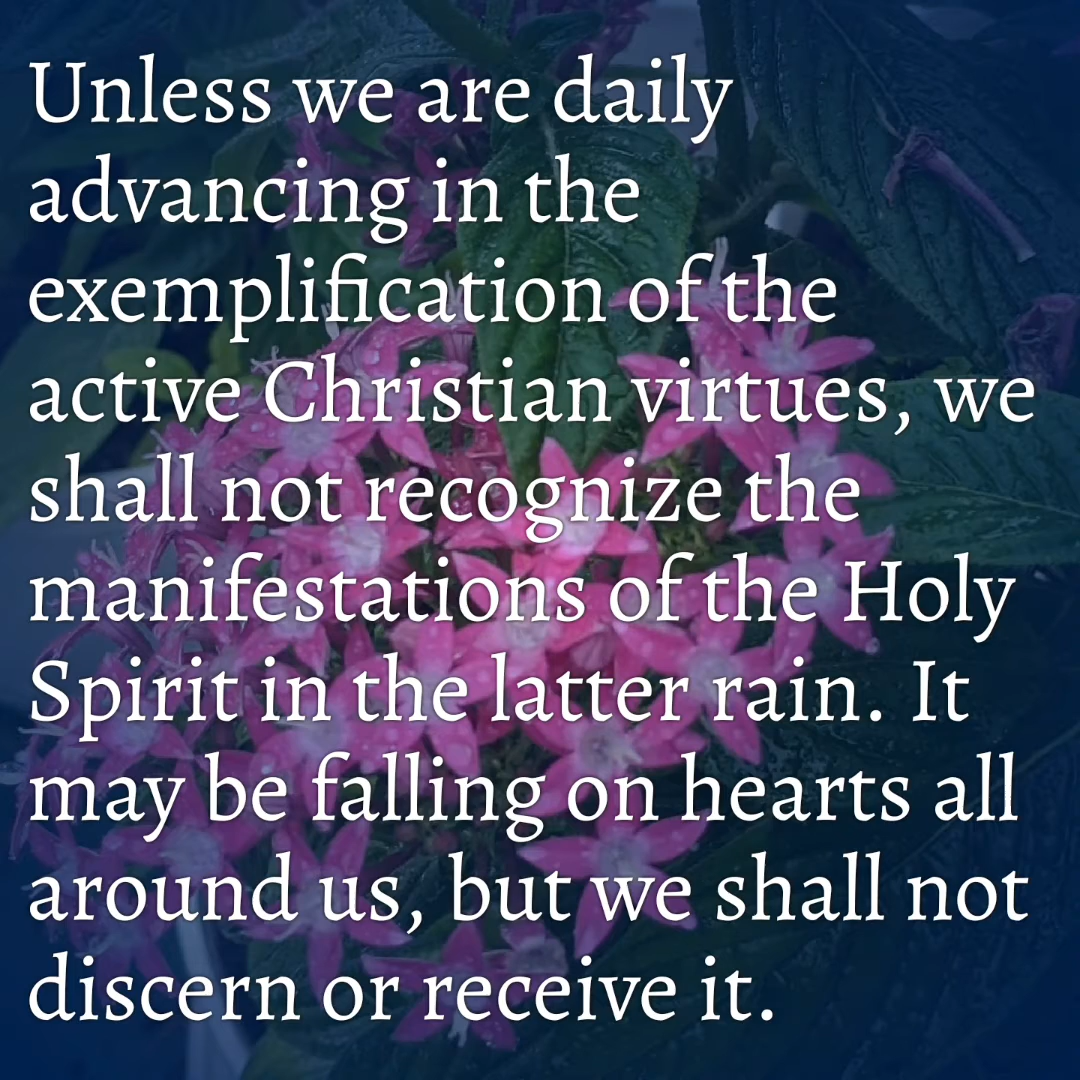 Unless we are daily
advancing in the
exemplification of the
active Christian virtues, we
shall not recognize the
manifestations of the Holy
Spirit in the latter rain. It
may be falling on hearts all
around us, but we shall not
discern or receive it.